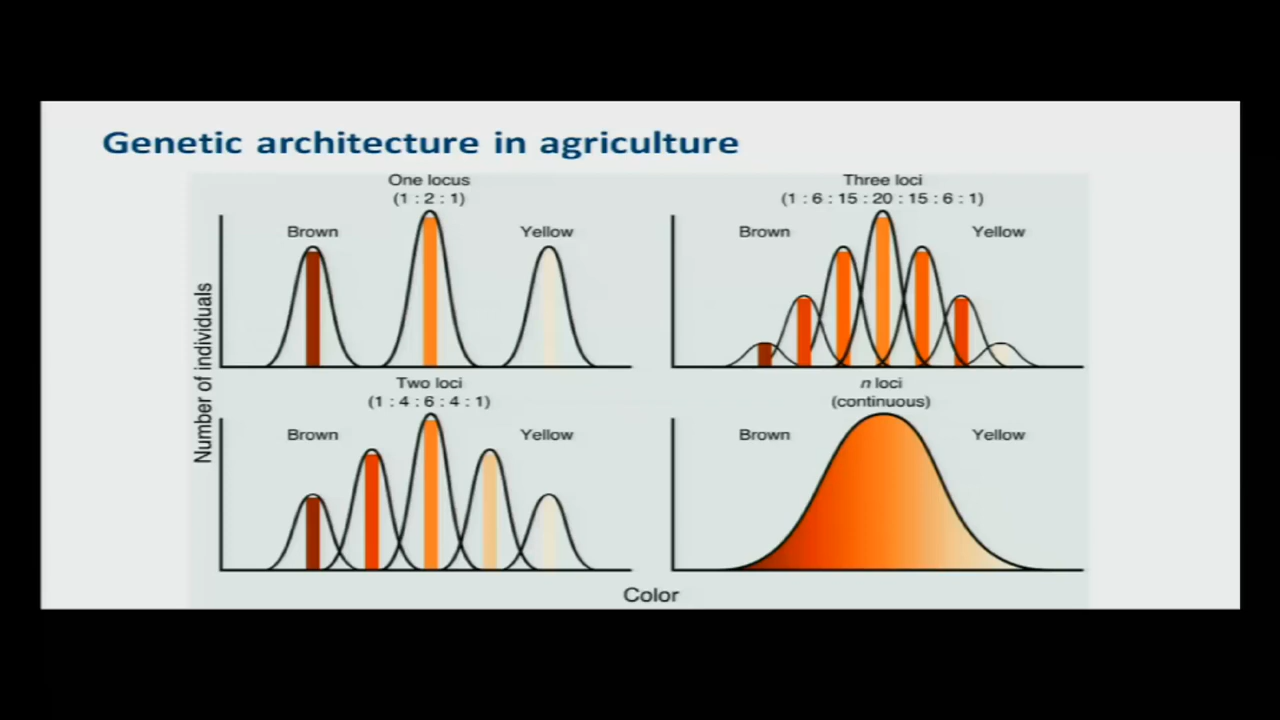 Genetic architecture in agriculture
One locus
(1 : 2 : 1)
Brown
Yellow
Three loci
(1 : 6 : 15 : 20 : 15 : 6 : 1)
Brown
Yellow
Number of individuals
Two loci
(1 : 4 : 6 : 4 : 1)
Brown
Yellow
n loci
(continuous)
Brown
Yellow
Color